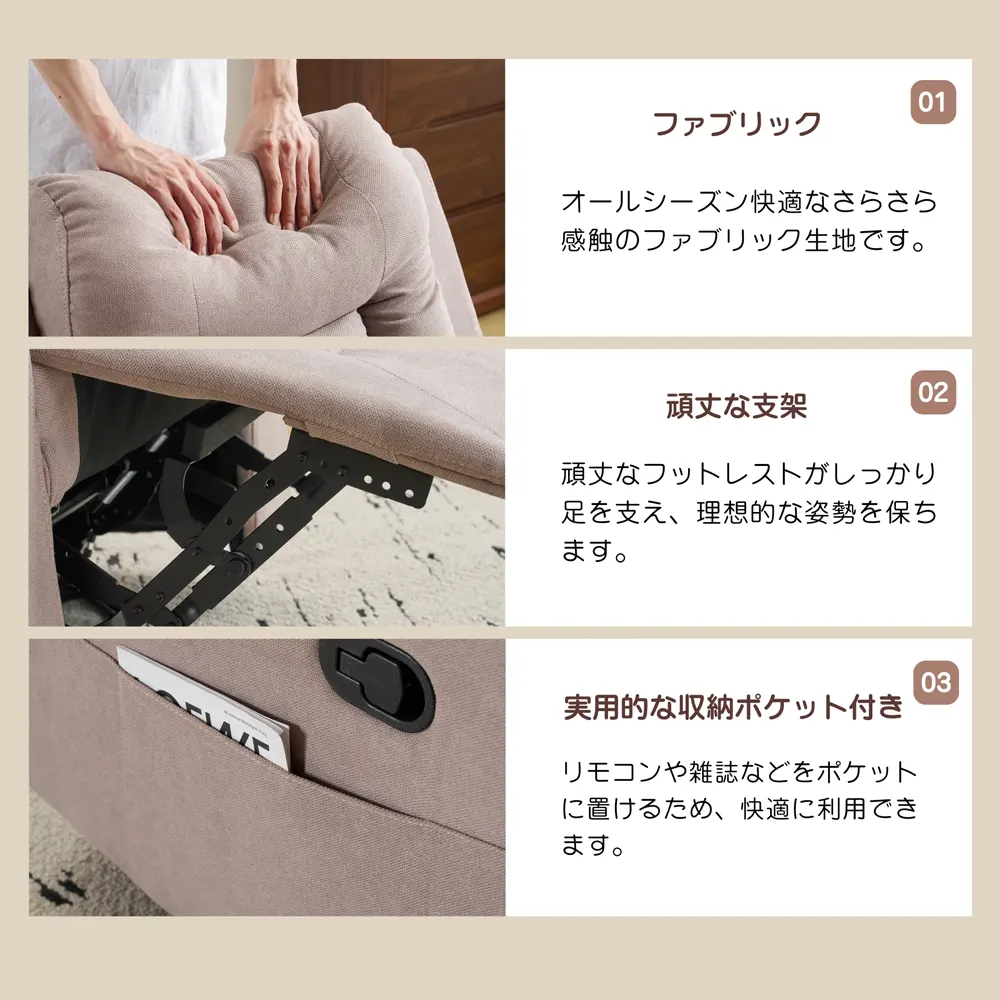 01
ファブリック
オールシーズン快適なさらさら
感触のファブリック生地です。
02
頑丈な支架
頑丈なフットレストがしっかり
足を支え、理想的な姿勢を保ち
ます。
03
実用的な収納ポケット付き
リモコンや雑誌などをポケット
に置けるため、快適に利用でき
ます。